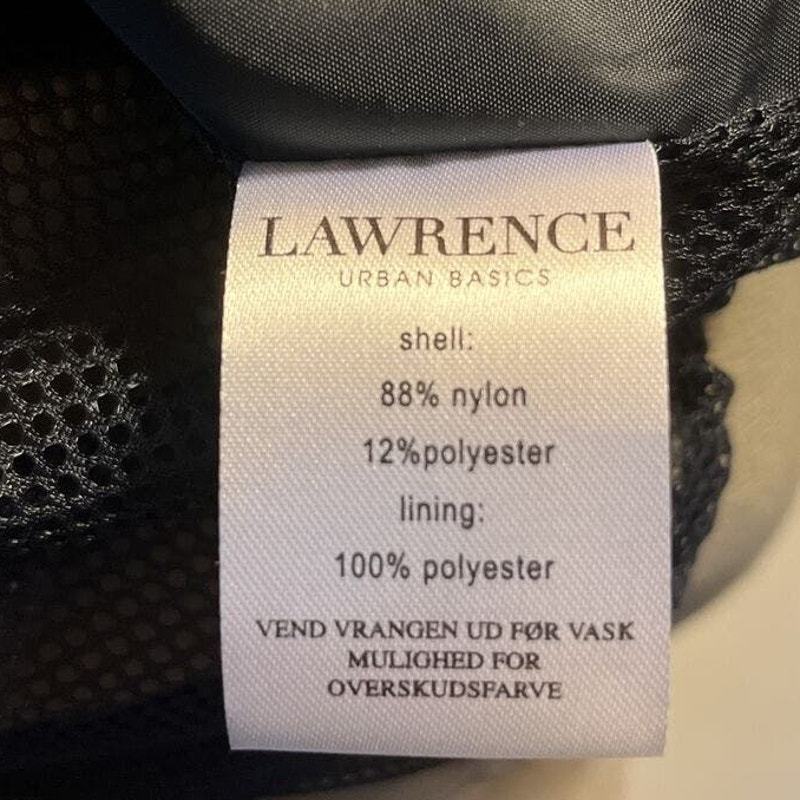 LAWRENCE
URBAN BASICS
shell:
88% nylon
12%polyester
lining:
100% polyester
VEND VRANGEN UD FØR VASK
MULIGHED FOR
OVERSKUDSFARVE